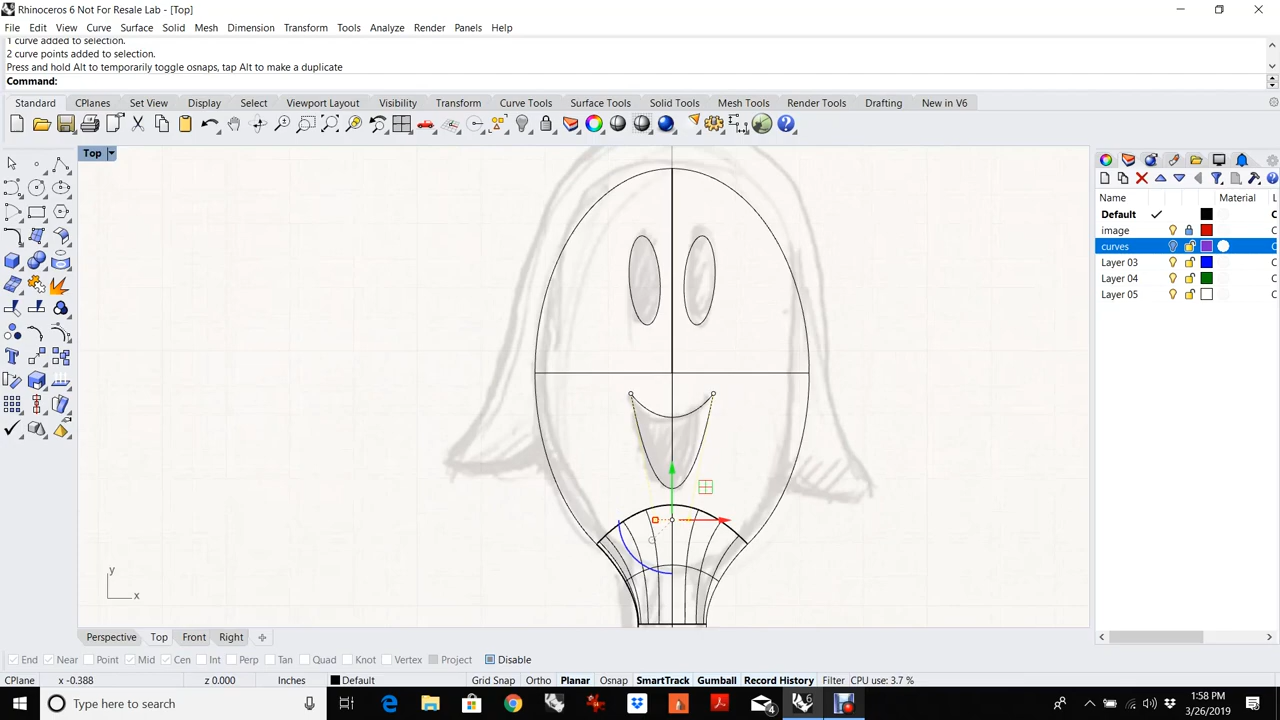 Rhinoceros 6 Not For Resale Lab - [Top]
File Edit View Curve Surface Solid Mesh Dimension Transform Tools Analyze Render Panels Help
1 curve added to selection.
2 curve points added to selection.
Press and hold Alt to temporarily toggle osnaps, tap Alt to make a duplicate
Command:
Standard CPlanes Set View Display Select Viewport Layout Visibility Transform Curve Tools Surface Tools Solid Tools Mesh Tools Render Tools Drafting New in V6
Top
Name Material L
Default C
image C
curves C
Layer 03 C
Layer 04 C
Layer 05 C
y
x
Perspective Top Front Right
End Near Point Mid Cen Int Perp Tan Quad Knot Vertex Project Disable
CPlane x -0.388 z 0.000 Inches Default Grid Snap Ortho Planar Osnap SmartTrack Gumball Record History Filter CPU use: 3.7 %
Type here to search
4
1:58 PM
3/26/2019